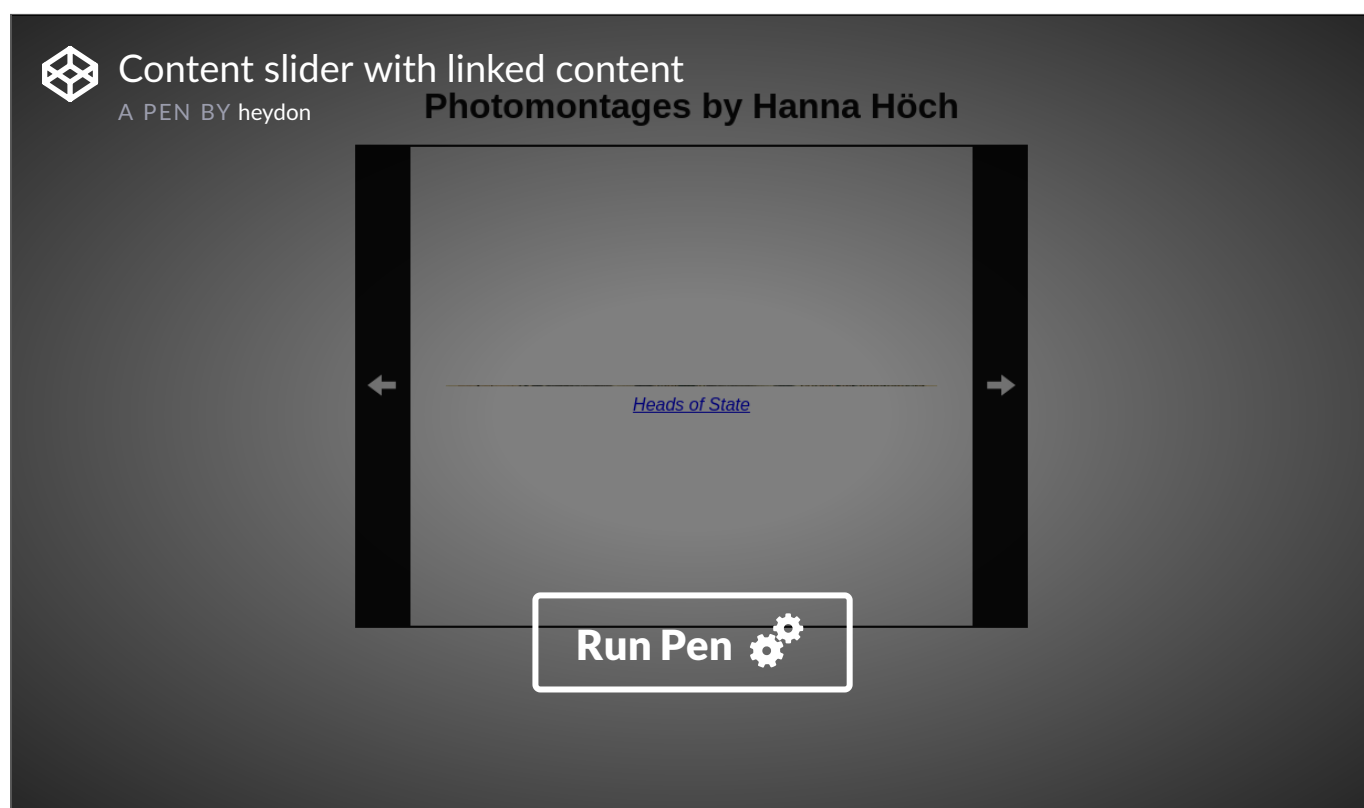 Content slider with linked content
A PEN BY heydon
Photomontages by Hanna Höch
Heads of State
Run Pen